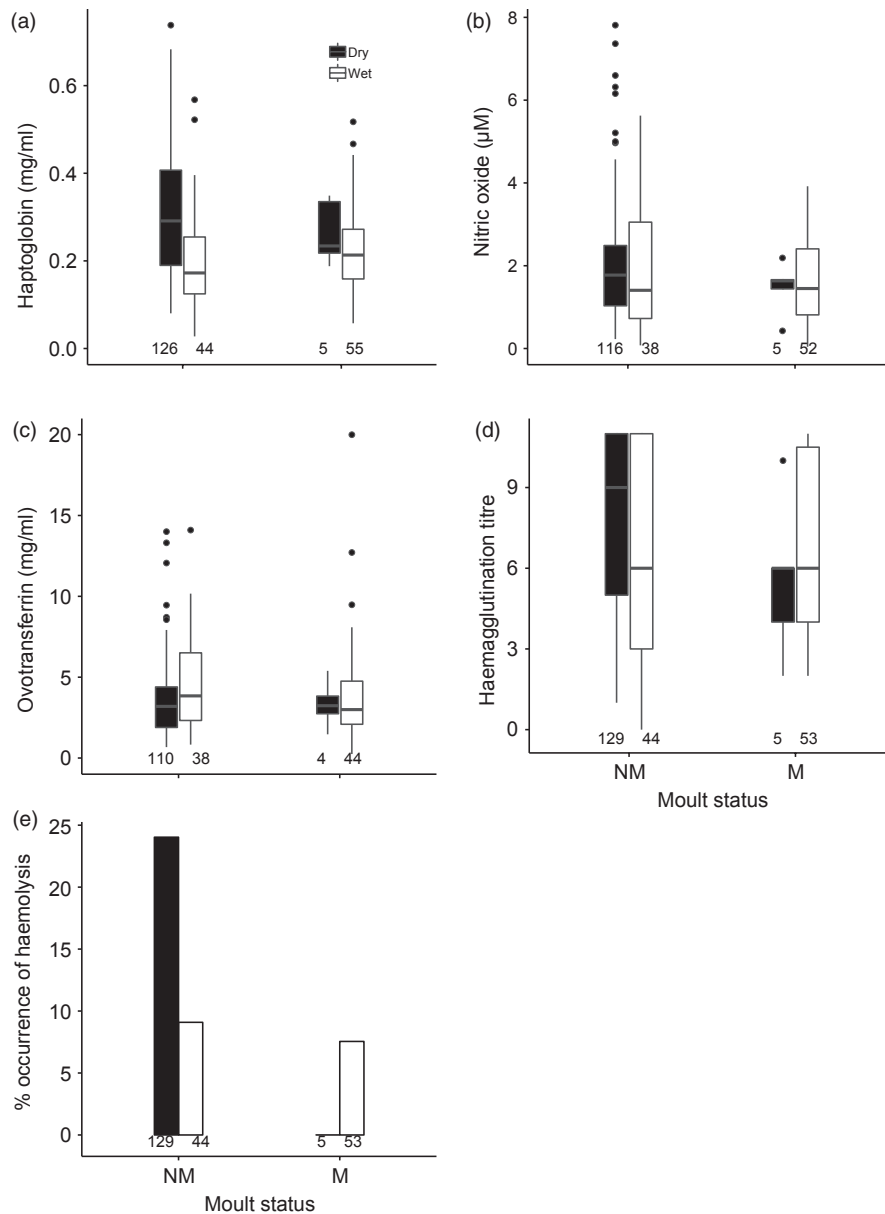 (a)
Haptoglobin (mg/ml)
0.6
0.4
0.2
0.0
Dry
Wet
126 44 5 55
(b)
Nitric oxide (µM)
8
6
4
2
0
116 38 5 52
(c)
Ovotransferrin (mg/ml)
20
15
10
5
0
110 38 4 44
(d)
Haemagglutination titre
9
6
3
0
129 44 5 53
NM M
Moult status
(e)
% occurrence of haemolysis
25
20
15
10
5
0
129 44 5 53
NM M
Moult status